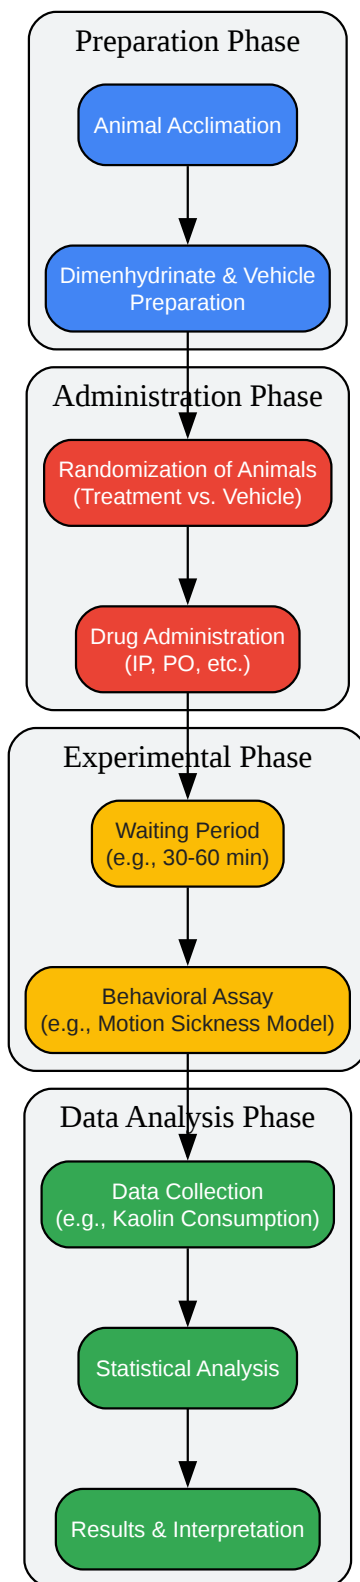 Preparation Phase
Animal Acclimation
Dimenhydrinate & Vehicle
Preparation
Administration Phase
Randomization of Animals
(Treatment vs. Vehicle)
Drug Administration
(IP, PO, etc.)
Experimental Phase
Waiting Period
(e.g., 30-60 min)
Behavioral Assay
(e.g., Motion Sickness Model)
Data Analysis Phase
Data Collection
(e.g., Kaolin Consumption)
Statistical Analysis
Results & Interpretation